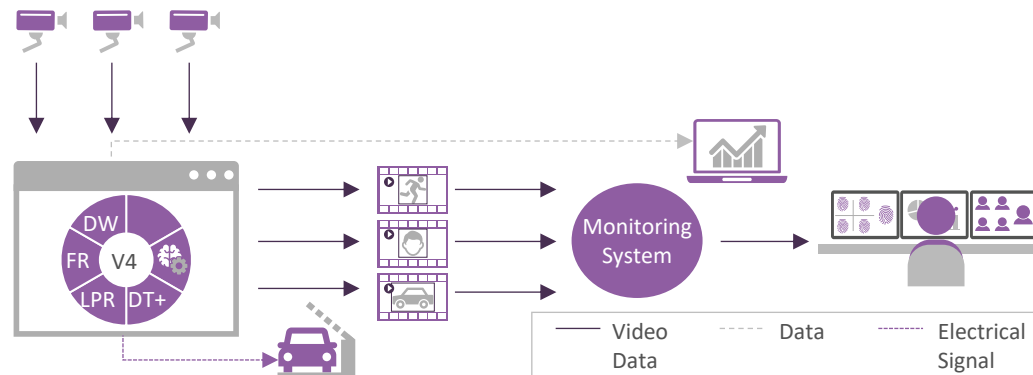 DW
FR
V4
LPR
DT+
Monitoring
System
Video
Data
Data
Electrical
Signal